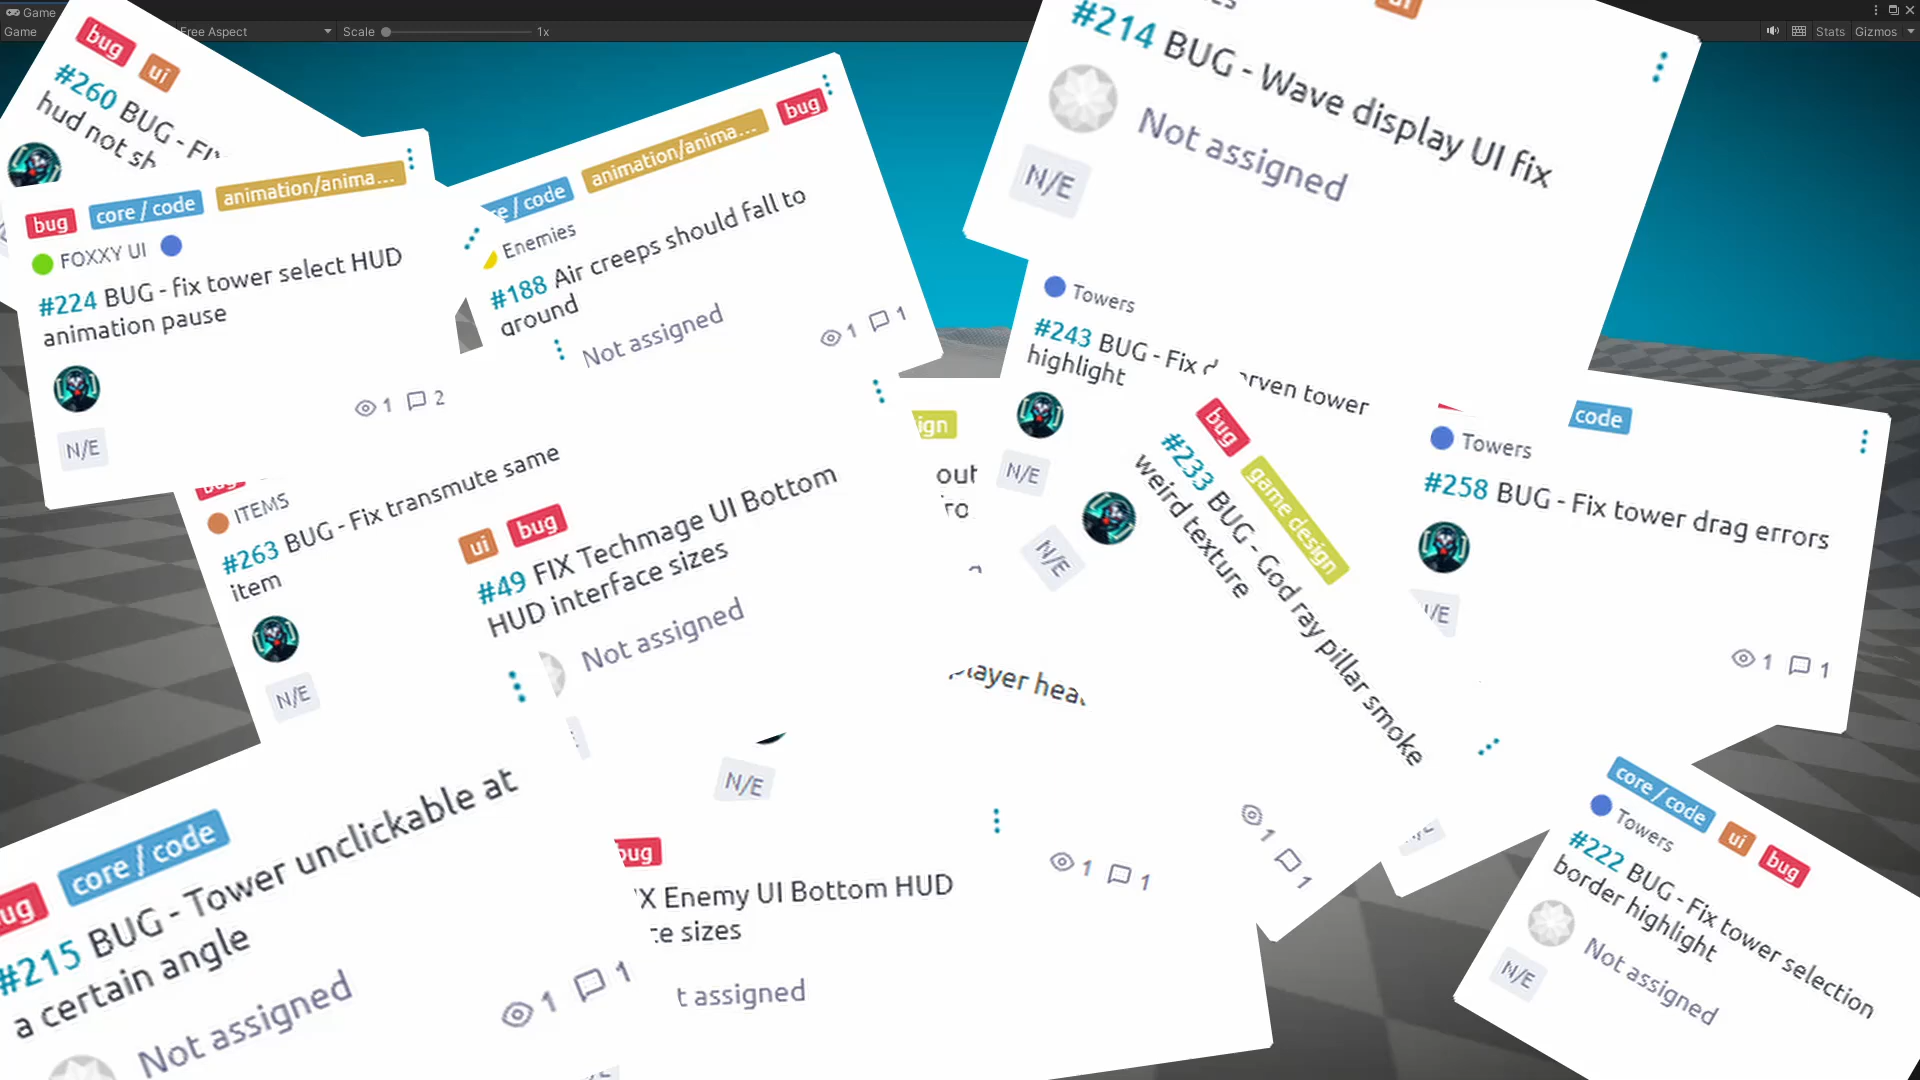 Game
Game
Free Aspect
Scale
1x
Stats
Gizmos
bug
ui
#260 BUG -
hud not
bug
core / code
animation/anima...
FOXXY UI
#224 BUG - fix tower select HUD
animation pause
1
2
N/E
/ code
animation/anima...
bug
Enemies
#188 Air creeps should fall to
ground
Not assigned
1
1
#214 BUG - Wave display UI fix
Not assigned
N/E
Towers
#243 BUG - Fix tower
highlight
N/E
code
Towers
#258 BUG - Fix tower drag errors
1
1
bug
game design
#233 BUG - God ray pillar smoke
weird texture
N/E
1
1
out
ITEMS
#263 BUG - Fix transmute same
item
N/E
ui
bug
#49 FIX Techmage UI Bottom
HUD interface sizes
Not assigned
N/E
1
1
core / code
#215 BUG - Tower unclickable at
a certain angle
Not assigned
1
1
bug
Enemy UI Bottom HUD
sizes
assigned
core / code
ui
bug
Towers
#222 BUG - Fix tower selection
border highlight
Not assigned
N/E